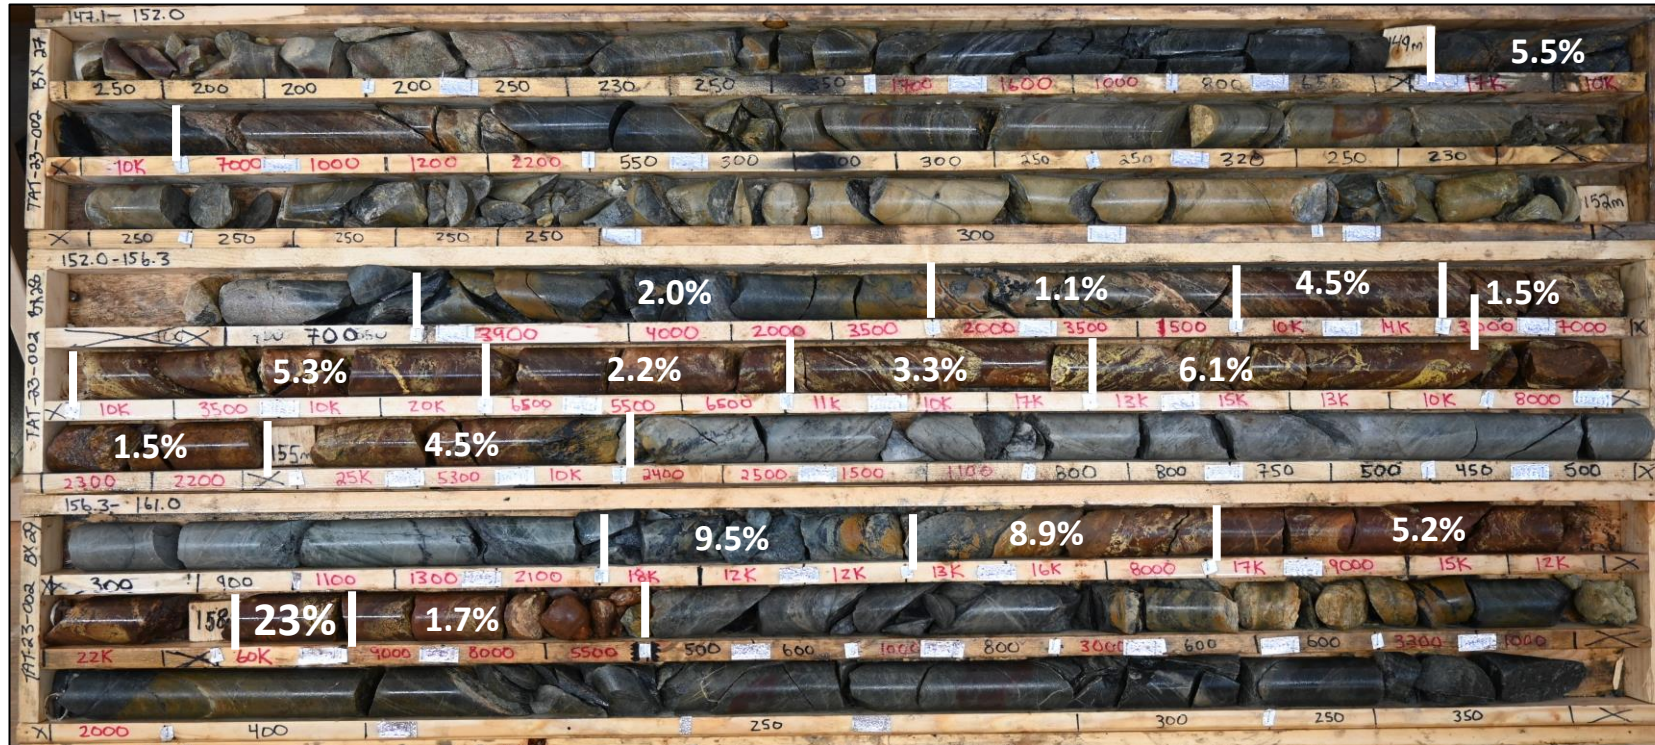 147.1 - 152.0
BX 27
TAT-23-002
149m
5.5%
250 200 200 200 250 230 250 250 1600 1000 800 X 17K 10K
X 10K 7000 1000 1200 2200 550 300 300 250 250 320 250 230 X
152m
X 250 250 250 250 250 300
152.0-156.3
BX 28
TAT-23-002
2.0% 1.1% 4.5% 1.5%
700 3900 4000 2000 3500 2000 3500 1500 10K 7000 X
5.3% 2.2% 3.3% 6.1%
X 10K 3500 10K 20K 6500 5500 6500 11K 10K 17K 13K 15K 13K 10K 8000
1.5% 155m 4.5%
2300 2200 X 25K 5300 10K 2400 2500 1500 1100 800 800 750 500 450 500 X
156.3- 161.0
BX 29
TAT-23-002
9.5% 8.9% 5.2%
X 300 900 1100 1300 2100 18K 12K 12K 13K 16K 8000 17K 9000 15K 12K X
158 23% 1.7%
22K X 60K 9000 8000 5500 500 600 1000 800 3000 600 600 3200 1000 X
X 2000 400 250 300 250 350 X